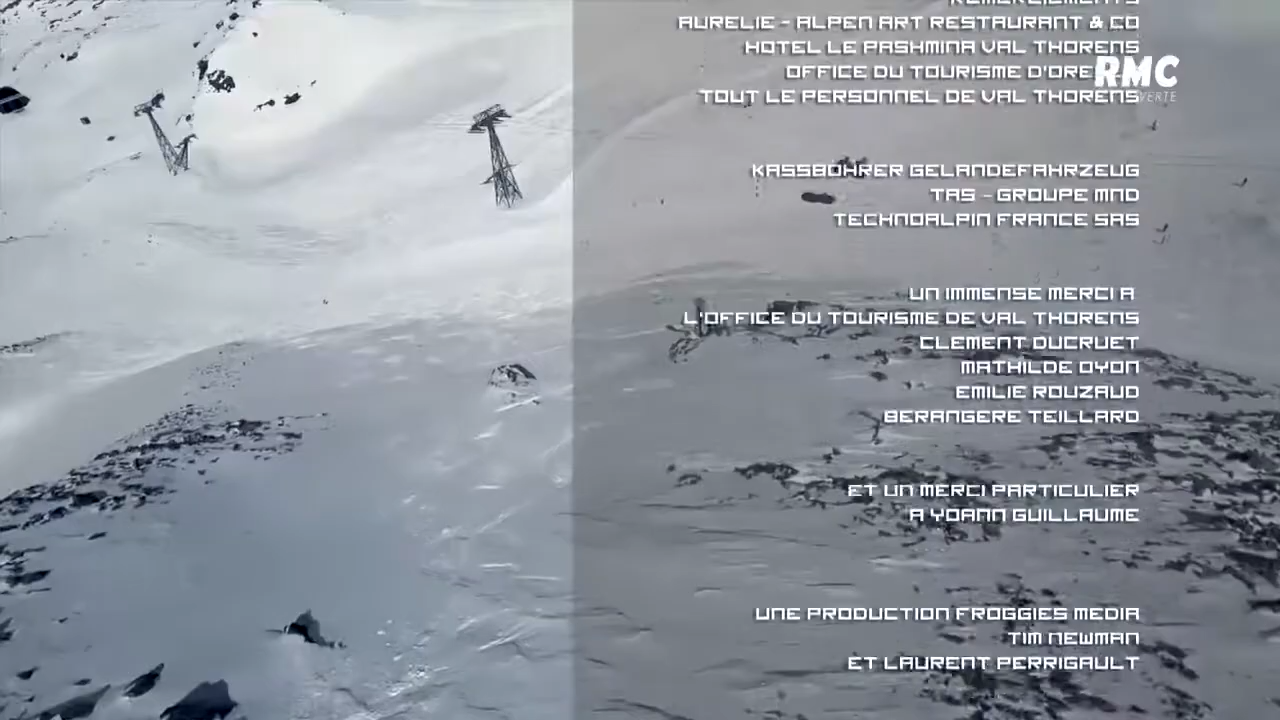 REMERCIEMENTS
AURELIE - ALPEN ART RESTAURANT & CO
HOTEL LE PASHMINA VAL THORENS
OFFICE DU TOURISME D'ORE
RMC
TOUT LE PERSONNEL DE VAL THORENS
VERTE
KASSBOHRER GELANDEFAHRZEUG
TAS - GROUPE MND
TECHNOALPIN FRANCE SAS
UN IMMENSE MERCI A
L'OFFICE DU TOURISME DE VAL THORENS
CLEMENT DUCRUET
MATHILDE OYON
EMILIE ROUZAUD
BERANGERE TEILLARD
ET UN MERCI PARTICULIER
A YOANN GUILLAUME
UNE PRODUCTION FROGGIES MEDIA
TIM NEWMAN
ET LAURENT PERRIGAULT